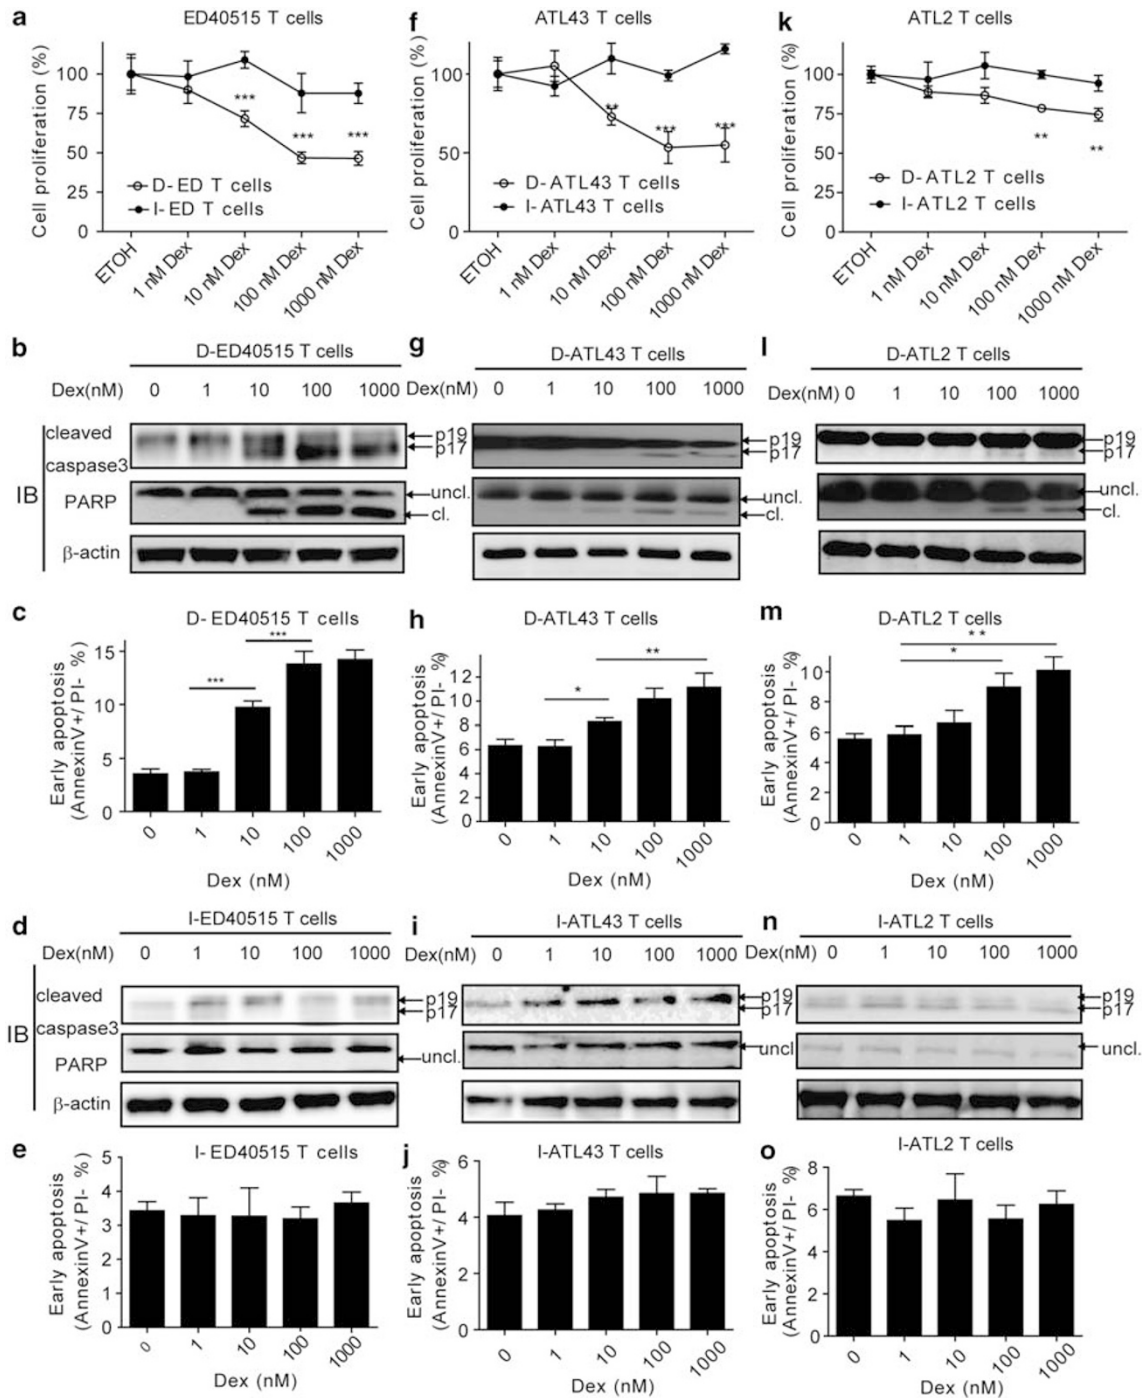 a ED40515 T cells
Cell proliferation (%)
100
75
50
25
0
***
***
***
D- ED T cells
I- ED T cells
ETOH
1 nM Dex
10 nM Dex
100 nM Dex
1000 nM Dex
f ATL43 T cells
Cell proliferation (%)
100
75
50
25
0
**
***
***
D- ATL43 T cells
I- ATL43 T cells
ETOH
1 nM Dex
10 nM Dex
100 nM Dex
1000 nM Dex
k ATL2 T cells
Cell proliferation (%)
100
75
50
25
0
**
**
D- ATL2 T cells
I- ATL2 T cells
ETOH
1 nM Dex
10 nM Dex
100 nM Dex
1000 nM Dex
b D-ED40515 T cells
Dex(nM) 0 1 10 100 1000
IB
cleaved
caspase3
p19
p17
PARP
uncl.
cl.
β-actin
g D-ATL43 T cells
Dex(nM) 0 1 10 100 1000
p19
p17
uncl.
cl.
l D-ATL2 T cells
Dex(nM) 0 1 10 100 1000
p19
p17
uncl.
cl.
c D- ED40515 T cells
Early apoptosis
(AnnexinV+/ PI- %)
15
10
5
0
***
***
0 1 10 100 1000
Dex (nM)
h D-ATL43 T cells
Early apoptosis
(AnnexinV+/ PI- %)
12
10
8
6
4
2
0
*
**
0 1 10 100 1000
Dex (nM)
m D-ATL2 T cells
Early apoptosis
(AnnexinV+/ PI- %)
10
8
6
4
2
0
**
*
0 1 10 100 1000
Dex (nM)
d I-ED40515 T cells
Dex(nM) 0 1 10 100 1000
IB
cleaved
caspase3
p19
p17
PARP
uncl.
β-actin
i I-ATL43 T cells
Dex(nM) 0 1 10 100 1000
p19
p17
uncl
n I-ATL2 T cells
Dex(nM) 0 1 10 100 1000
p19
p17
uncl.
e I- ED40515 T cells
Early apoptosis
(AnnexinV+/ PI- %)
5
4
3
2
1
0
0 1 10 100 1000
Dex (nM)
j I-ATL43 T cells
Early apoptosis
(AnnexinV+/ PI- %)
6
4
2
0
0 1 10 100 1000
Dex (nM)
o I-ATL2 T cells
Early apoptosis
(AnnexinV+/ PI- %)
8
6
4
2
0
0 1 10 100 1000
Dex (nM)